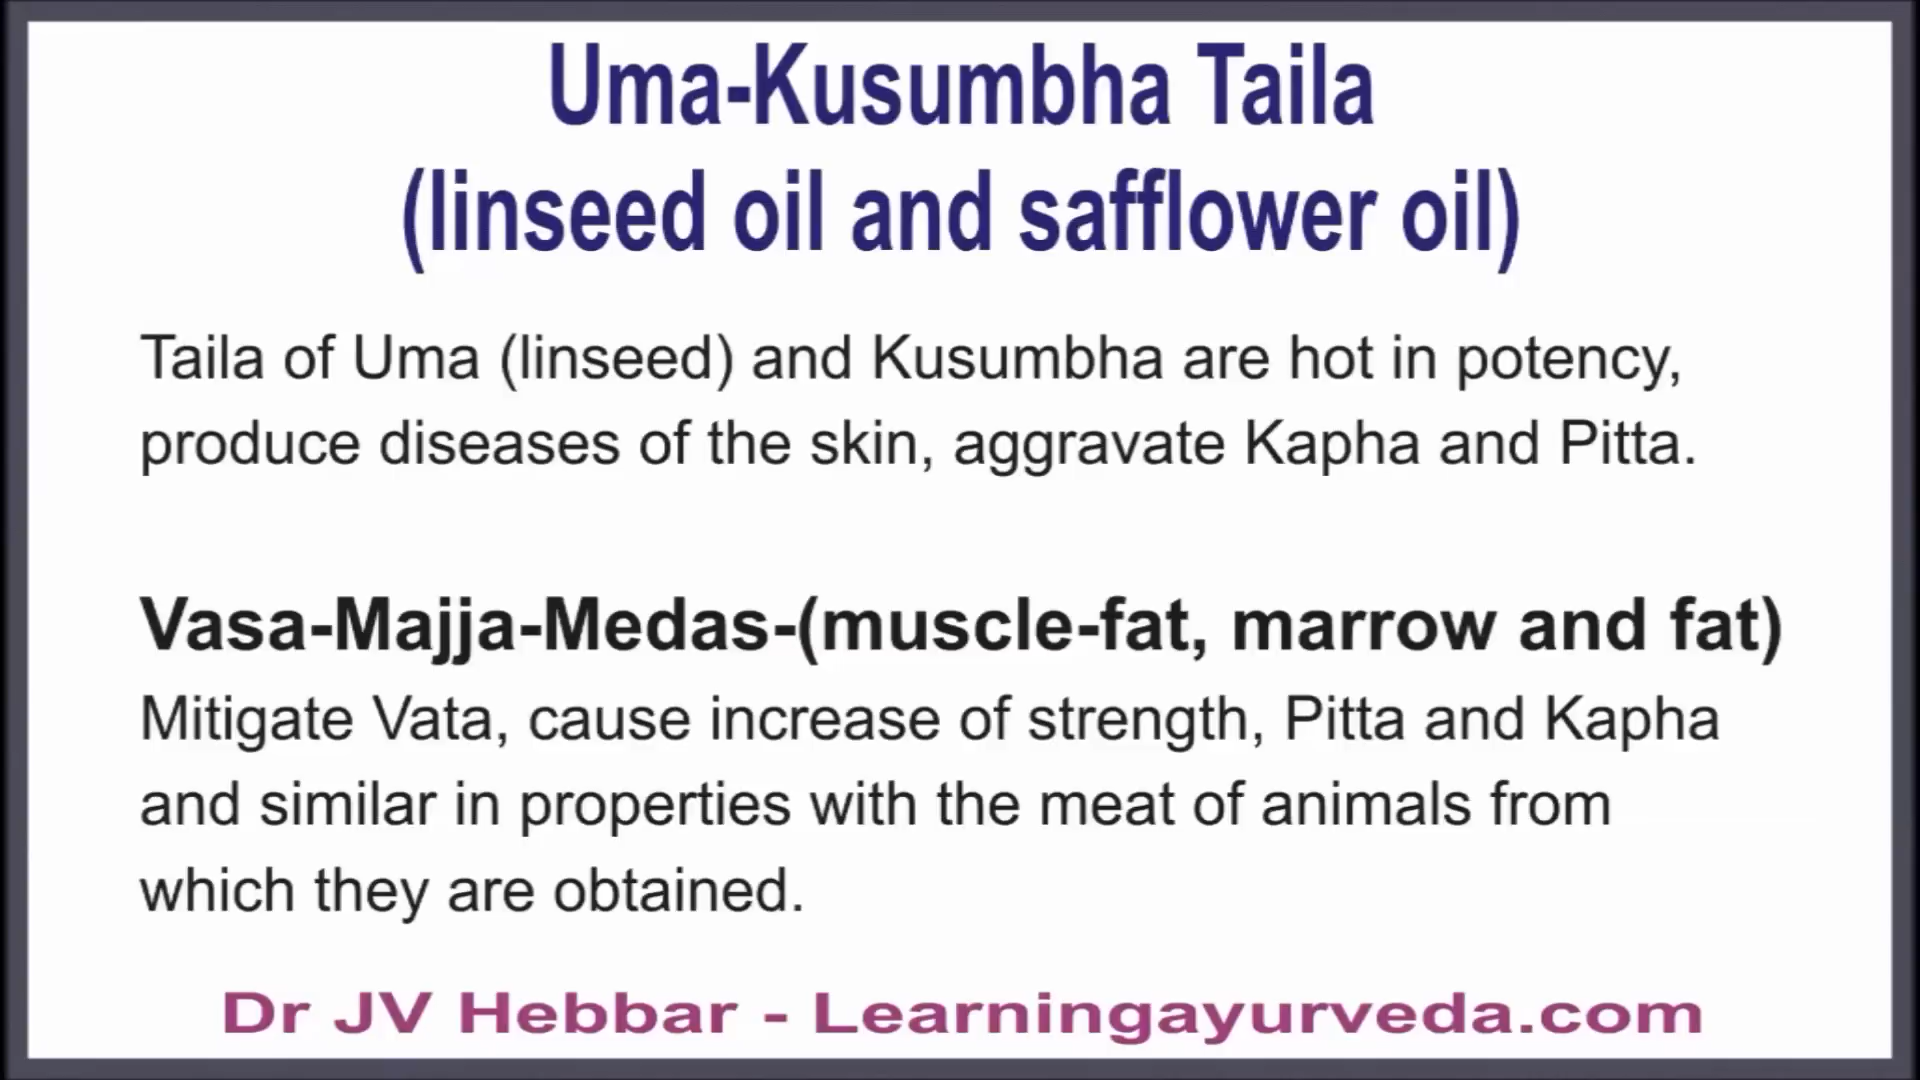 Uma-Kusumbha Taila
(linseed oil and safflower oil)
Taila of Uma (linseed) and Kusumbha are hot in potency,
produce diseases of the skin, aggravate Kapha and Pitta.
Vasa-Majja-Medas-(muscle-fat, marrow and fat)
Mitigate Vata, cause increase of strength, Pitta and Kapha
and similar in properties with the meat of animals from
which they are obtained.
Dr JV Hebbar - Learningayurveda.com